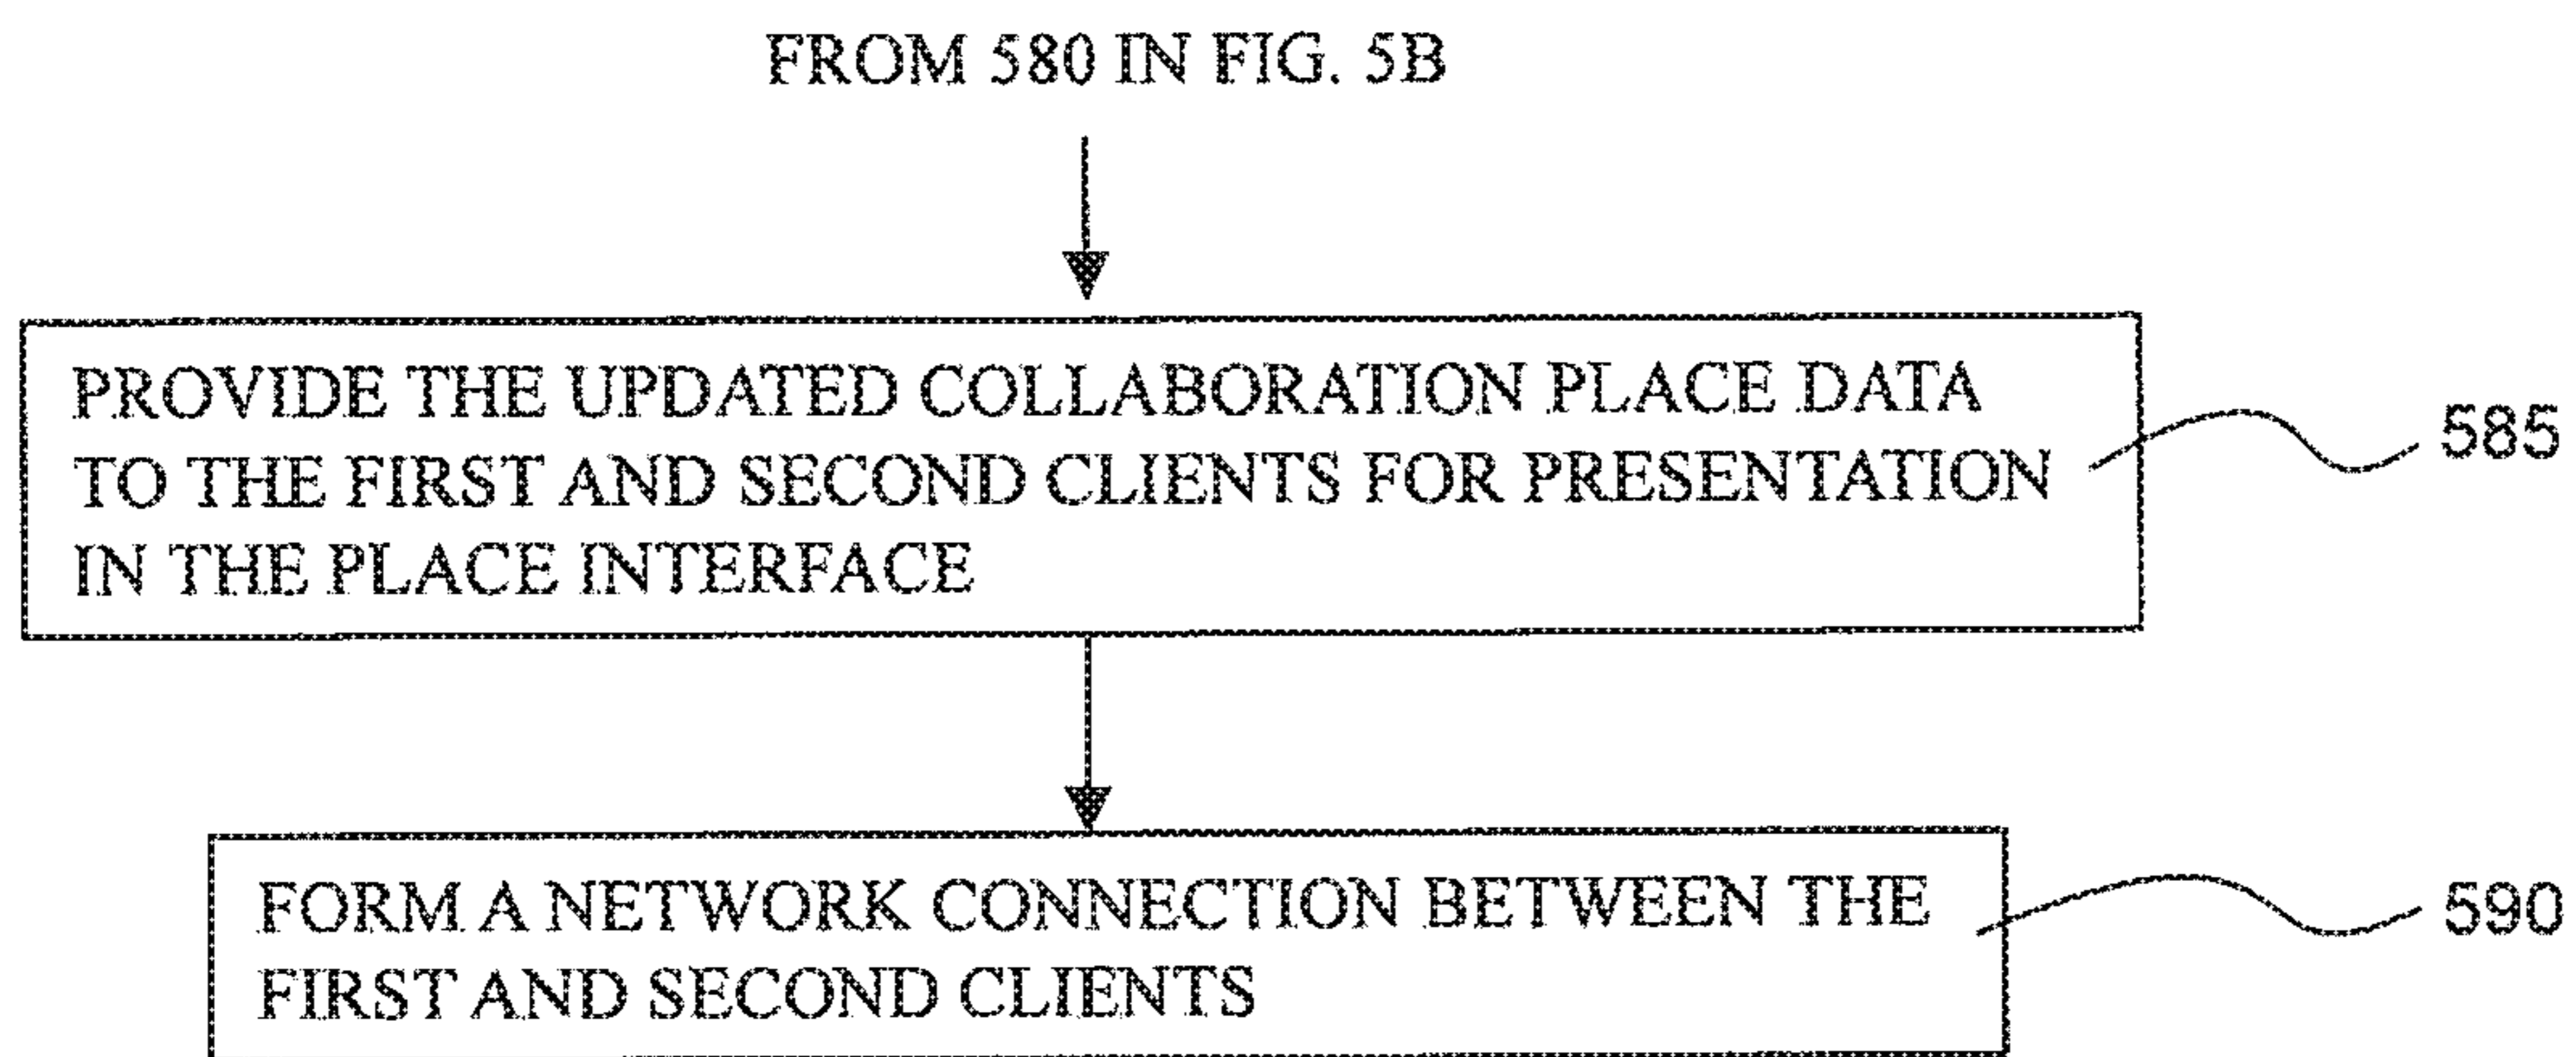 FROM 580 IN FIG. 5B
PROVIDE THE UPDATED COLLABORATION PLACE DATA
TO THE FIRST AND SECOND CLIENTS FOR PRESENTATION
IN THE PLACE INTERFACE
585
FORM A NETWORK CONNECTION BETWEEN THE
FIRST AND SECOND CLIENTS
590